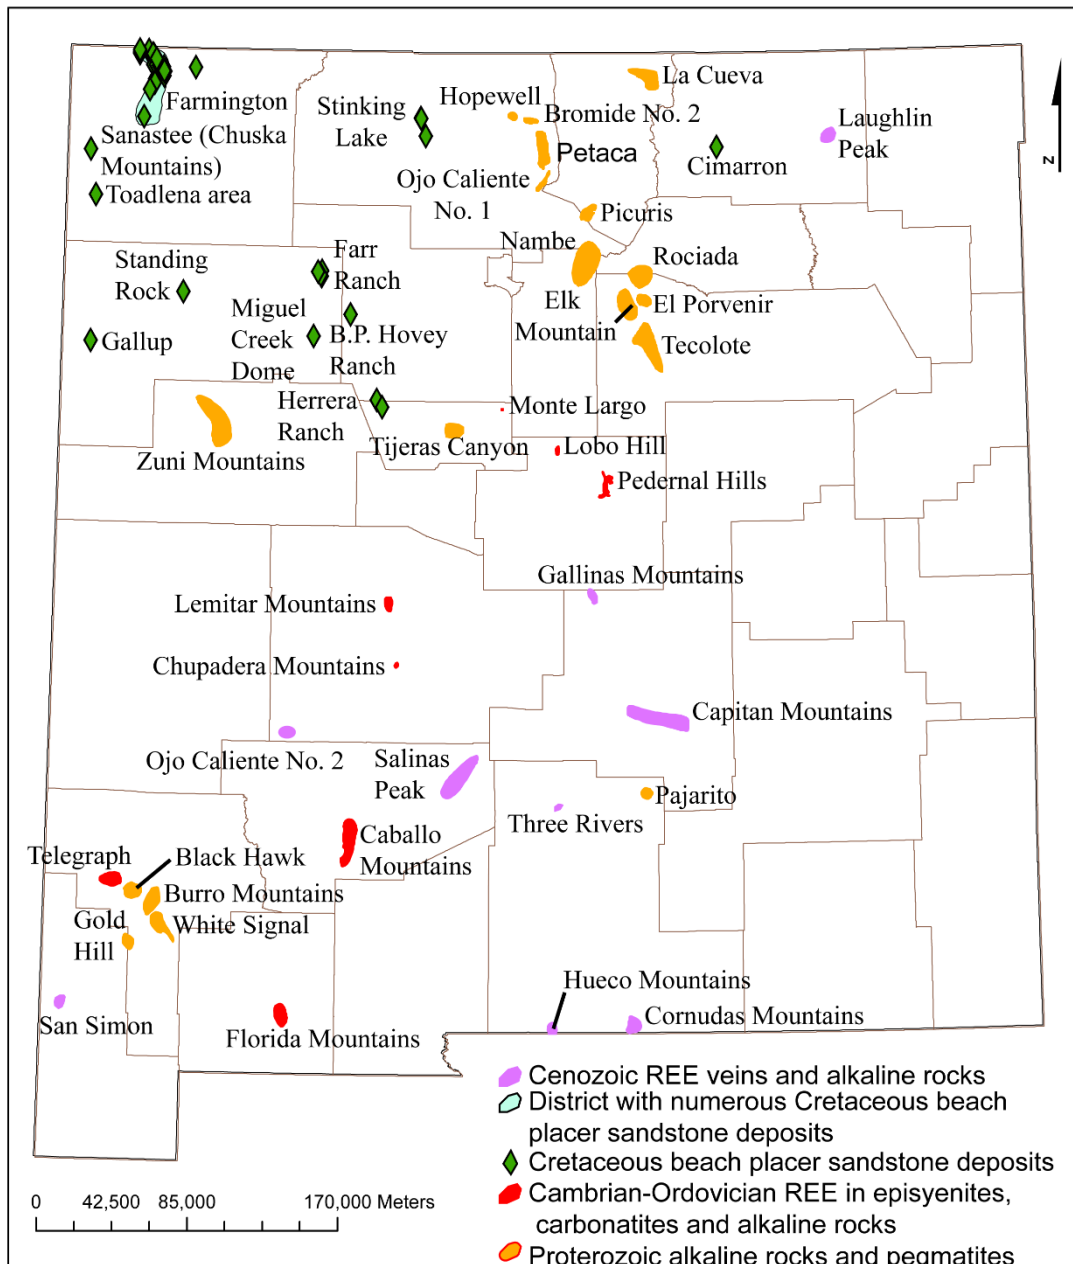 La Cueva
Hopewell
Bromide No. 2
Stinking
Lake
Farmington
Laughlin
Peak
Sanastee (Chuska
Mountains)
Petaca
Cimarron
Z
Toadlena area
Ojo Caliente
No. 1
Picuris
Nambe
Farr
Ranch
Standing
Rock
Rociada
Elk
Mountain
El Porvenir
Miguel
Creek
Dome
B.P. Hovey
Ranch
Gallup
Tecolote
Herrera
Ranch
Monte Largo
Tijeras Canyon
Lobo Hill
Zuni Mountains
Pedernal Hills
Gallinas Mountains
Lemitar Mountains
Chupadera Mountains
Capitan Mountains
Ojo Caliente No. 2
Salinas
Peak
Pajarito
Three Rivers
Caballo
Mountains
Telegraph
Black Hawk
Burro Mountains
White Signal
Gold
Hill
Hueco Mountains
Cornudas Mountains
San Simon
Florida Mountains
Cenozoic REE veins and alkaline rocks
District with numerous Cretaceous beach
placer sandstone deposits
Cretaceous beach placer sandstone deposits
Cambrian-Ordovician REE in episyenites,
carbonatites and alkaline rocks
Proterozoic alkaline rocks and pegmatites
0 42,500 85,000 170,000 Meters